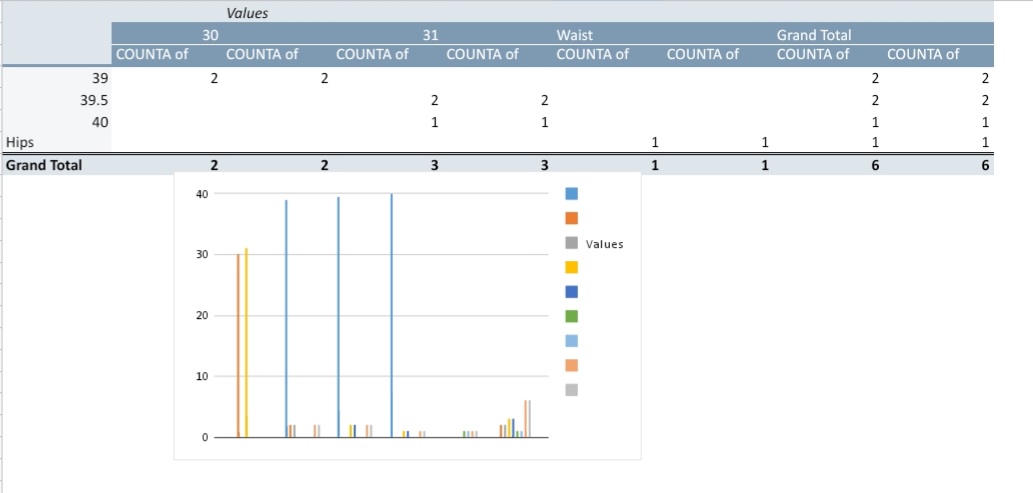 Values
30 31 Waist Grand Total
COUNTA of COUNTA of COUNTA of COUNTA of COUNTA of COUNTA of COUNTA of COUNTA of
39 2 2 2 2
39.5 2 2 2 2
40 1 1 1 1
Hips 1 1 1 1
Grand Total 2 2 3 3 1 1 6 6
40
30
20
10
0
Values